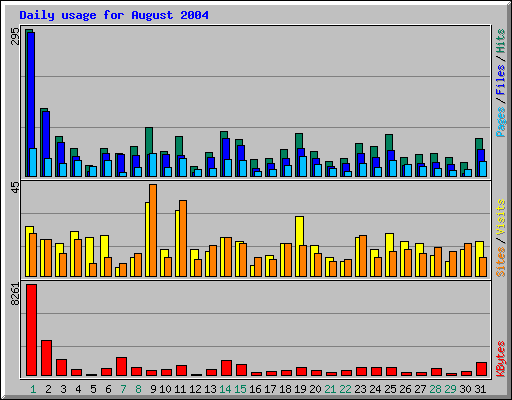 Daily usage for August 2004
295
Pages/Files/Hits
45
Sites/Visits
8261
KBytes
1 2 3 4 5 6 7 8 9 10 11 12 13 14 15 16 17 18 19 20 21 22 23 24 25 26 27 28 29 30 31